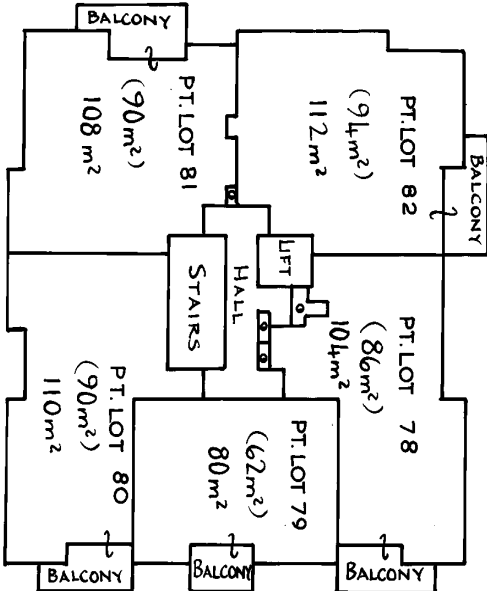 BALCONY
PT. LOT 81
(90m²)
108 m²
PT. LOT 82
(94m²)
112m²
BALCONY
LIFT
HALL
STAIRS
PT. LOT 78
(86m²)
104m²
PT. LOT 80
(90m²)
110m²
PT. LOT 79
(62m²)
80m²
BALCONY
BALCONY
BALCONY